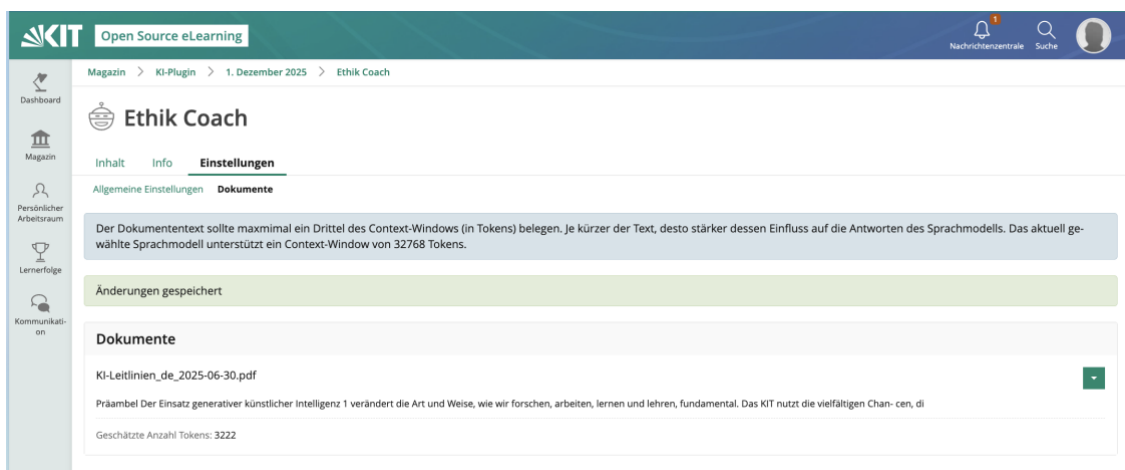 KIT Open Source eLearning
1
Nachrichtenzentrale Suche
Dashboard
Magazin
Persönlicher
Arbeitsraum
Lernerfolge
Kommunikati-
on
Magazin > KI-Plugin > 1. Dezember 2025 > Ethik Coach
Ethik Coach
Inhalt Info Einstellungen
Allgemeine Einstellungen Dokumente
Der Dokumententext sollte maxmimal ein Drittel des Context-Windows (in Tokens) belegen. Je kürzer der Text, desto stärker dessen Einfluss auf die Antworten des Sprachmodells. Das aktuell ge-
wählte Sprachmodell unterstützt ein Context-Window von 32768 Tokens.
Änderungen gespeichert
Dokumente
KI-Leitlinien_de_2025-06-30.pdf
Präambel Der Einsatz generativer künstlicher Intelligenz 1 verändert die Art und Weise, wie wir forschen, arbeiten, lernen und lehren, fundamental. Das KIT nutzt die vielfältigen Chan- cen, di
Geschätzte Anzahl Tokens: 3222